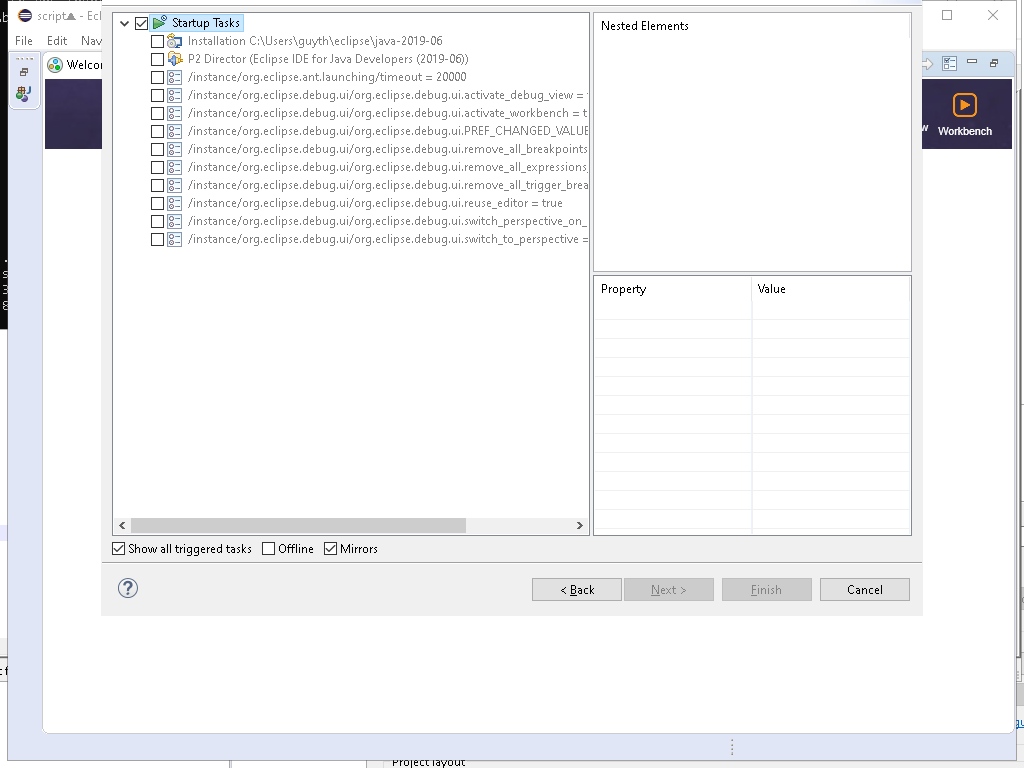 script - Ecl
File Edit Nav
Welcor
Startup Tasks
Installation C:\Users\guyth\eclipse\java-2019-06
P2 Director (Eclipse IDE for Java Developers (2019-06))
/instance/org.eclipse.ant.launching/timeout = 20000
/instance/org.eclipse.debug.ui/org.eclipse.debug.ui.activate_debug_view =
/instance/org.eclipse.debug.ui/org.eclipse.debug.ui.activate_workbench = t
/instance/org.eclipse.debug.ui/org.eclipse.debug.ui.PREF_CHANGED_VALUE
/instance/org.eclipse.debug.ui/org.eclipse.debug.ui.remove_all_breakpoints
/instance/org.eclipse.debug.ui/org.eclipse.debug.ui.remove_all_expressions
/instance/org.eclipse.debug.ui/org.eclipse.debug.ui.remove_all_trigger_brea
/instance/org.eclipse.debug.ui/org.eclipse.debug.ui.reuse_editor = true
/instance/org.eclipse.debug.ui/org.eclipse.debug.ui.switch_perspective_on_
/instance/org.eclipse.debug.ui/org.eclipse.debug.ui.switch_to_perspective =
Nested Elements
Property Value
w Workbench
Show all triggered tasks Offline Mirrors
? < Back Next > Finish Cancel
Project layout